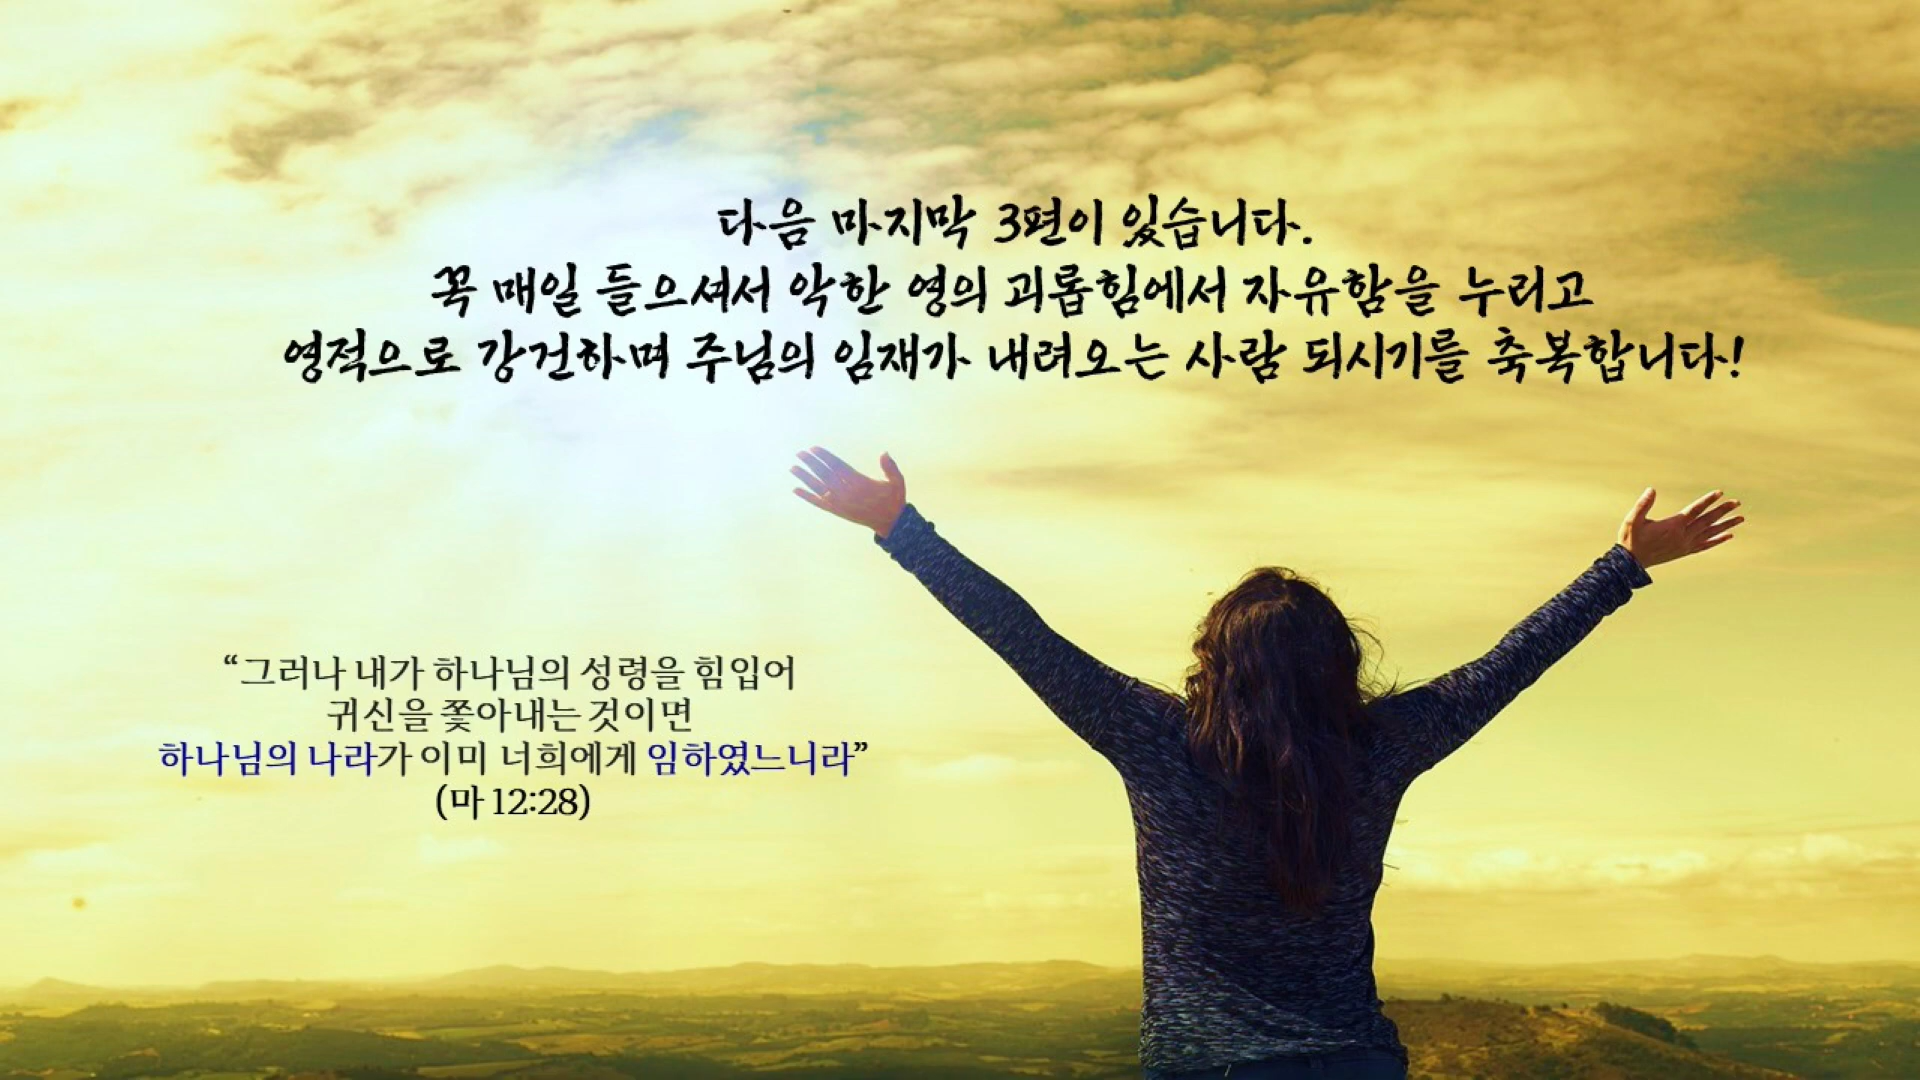 다음 마지막 3편이 있습니다.
꼭 매일 들으셔서 악한 영의 괴롭힘에서 자유함을 누리고
영적으로 강건하며 주님의 임재가 내려오는 사람 되시기를 축복합니다!
“그러나 내가 하나님의 성령을 힘입어
귀신을 쫓아내는 것이면
하나님의 나라가 이미 너희에게 임하였느니라”
(마 12:28)